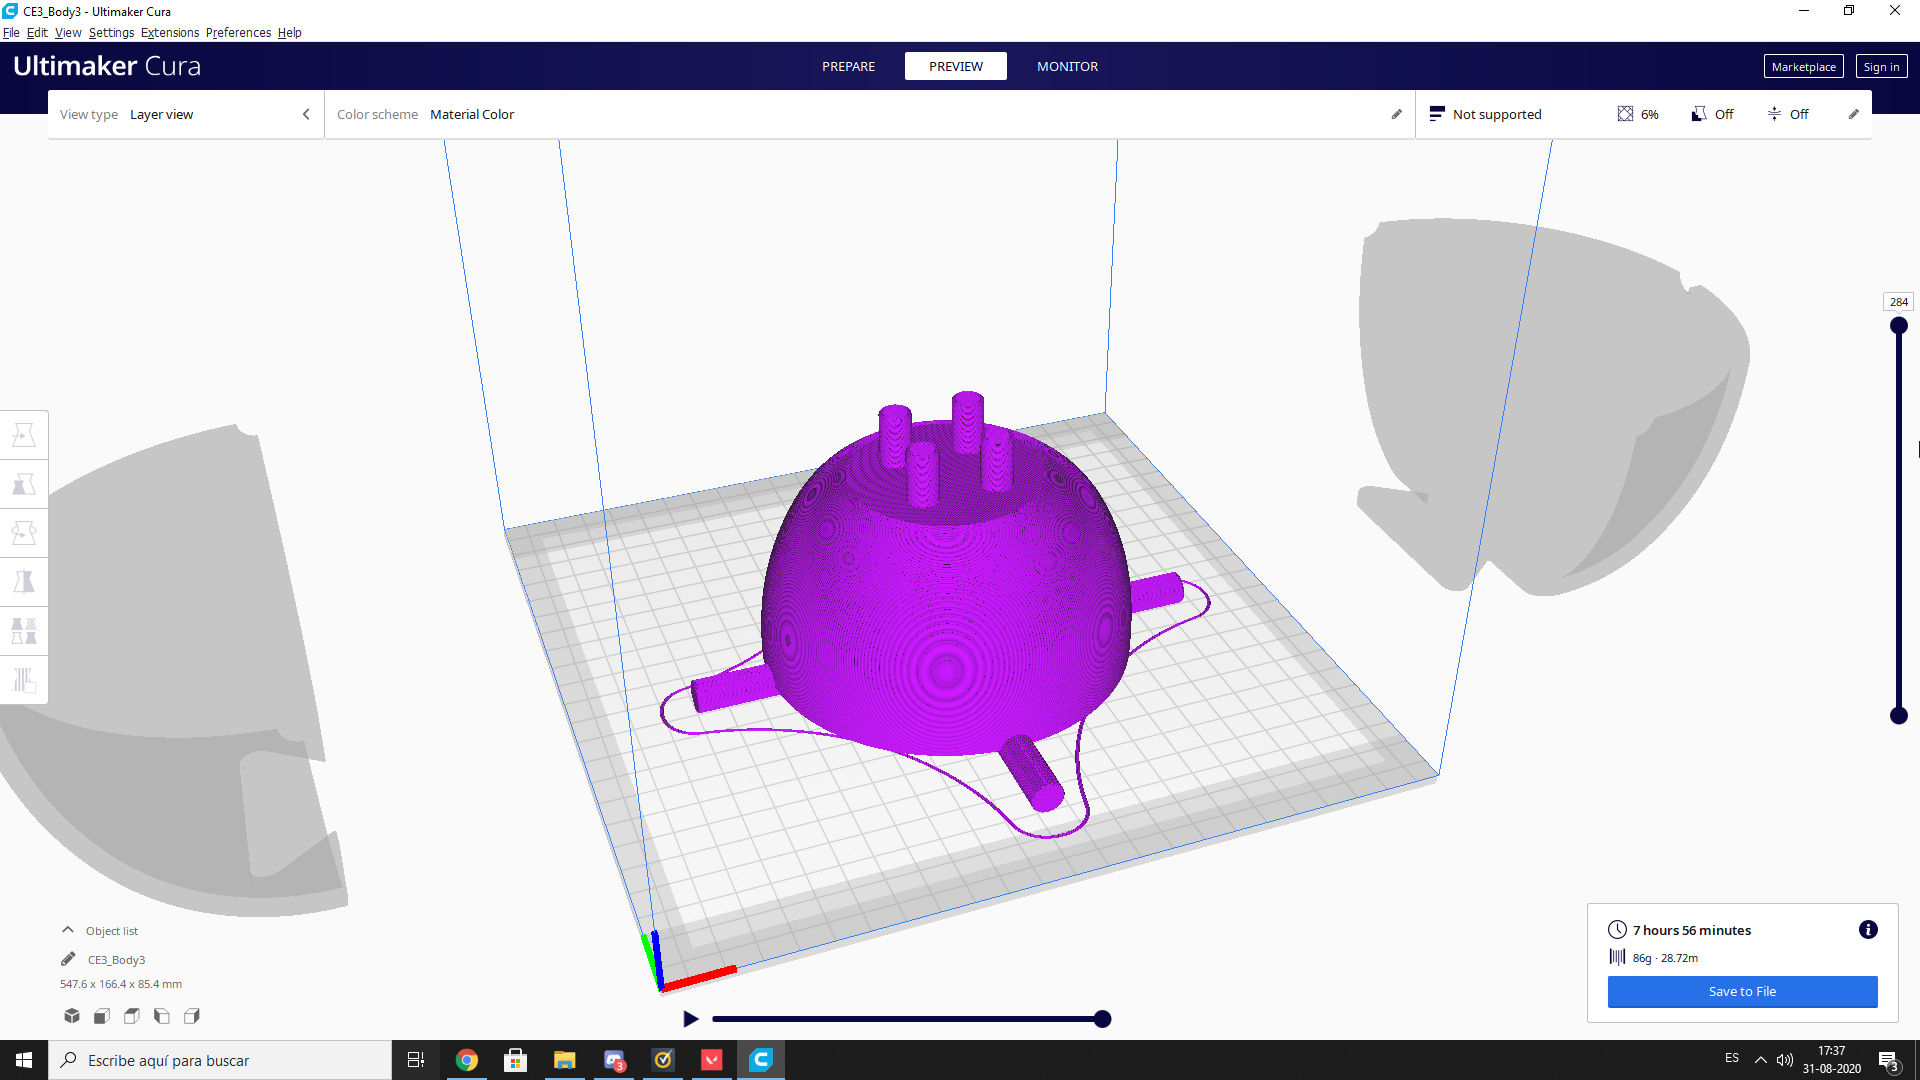 CE3_Body3 - Ultimaker Cura
File Edit View Settings Extensions Preferences Help
Ultimaker Cura
PREPARE PREVIEW MONITOR
Marketplace Sign in
View type Layer view
Color scheme Material Color
Not supported 6% Off Off
284
Object list
CE3_Body3
547.6 x 166.4 x 85.4 mm
7 hours 56 minutes
86g · 28.72m
Save to File
Escribe aquí para buscar
3
ES
17:37
31-08-2020
3